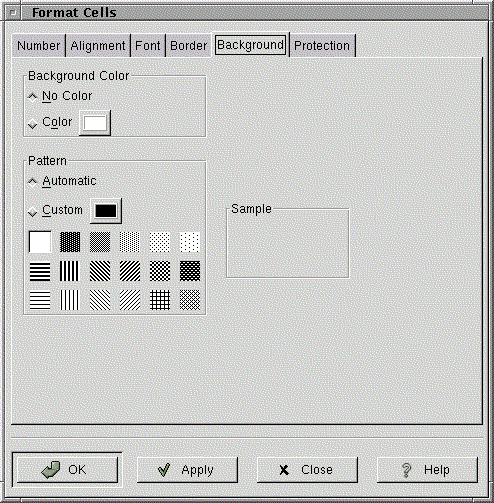 Format Cells
Number Alignment Font Border Background Protection
Background Color
No Color
Color
Pattern
Automatic
Custom
Sample
OK Apply Close Help